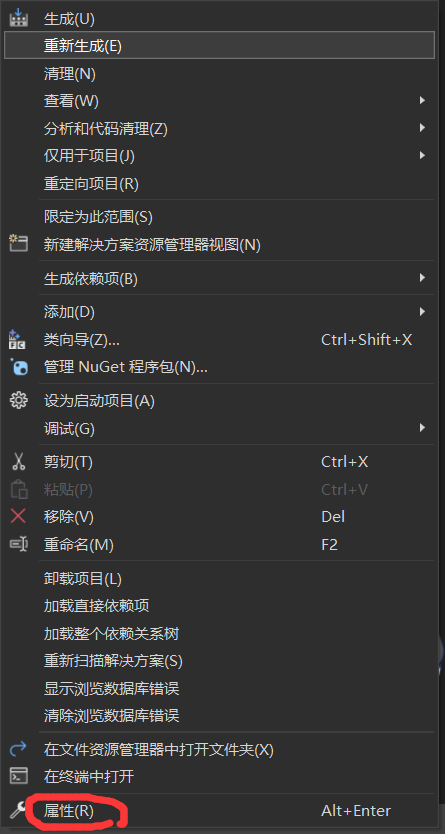 生成(U)
重新生成(E)
清理(N)
查看(W)
分析和代码清理(Z)
仅用于项目(J)
重定向项目(R)
限定为此范围(S)
新建解决方案资源管理器视图(N)
生成依赖项(B)
添加(D)
类向导(Z)... Ctrl+Shift+X
管理 NuGet 程序包(N)...
设为启动项目(A)
调试(G)
剪切(T) Ctrl+X
粘贴(P) Ctrl+V
移除(V) Del
重命名(M) F2
卸载项目(L)
加载直接依赖项
加载整个依赖关系树
重新扫描解决方案(S)
显示浏览数据库错误
清除浏览数据库错误
在文件资源管理器中打开文件夹(X)
在终端中打开
属性(R) Alt+Enter